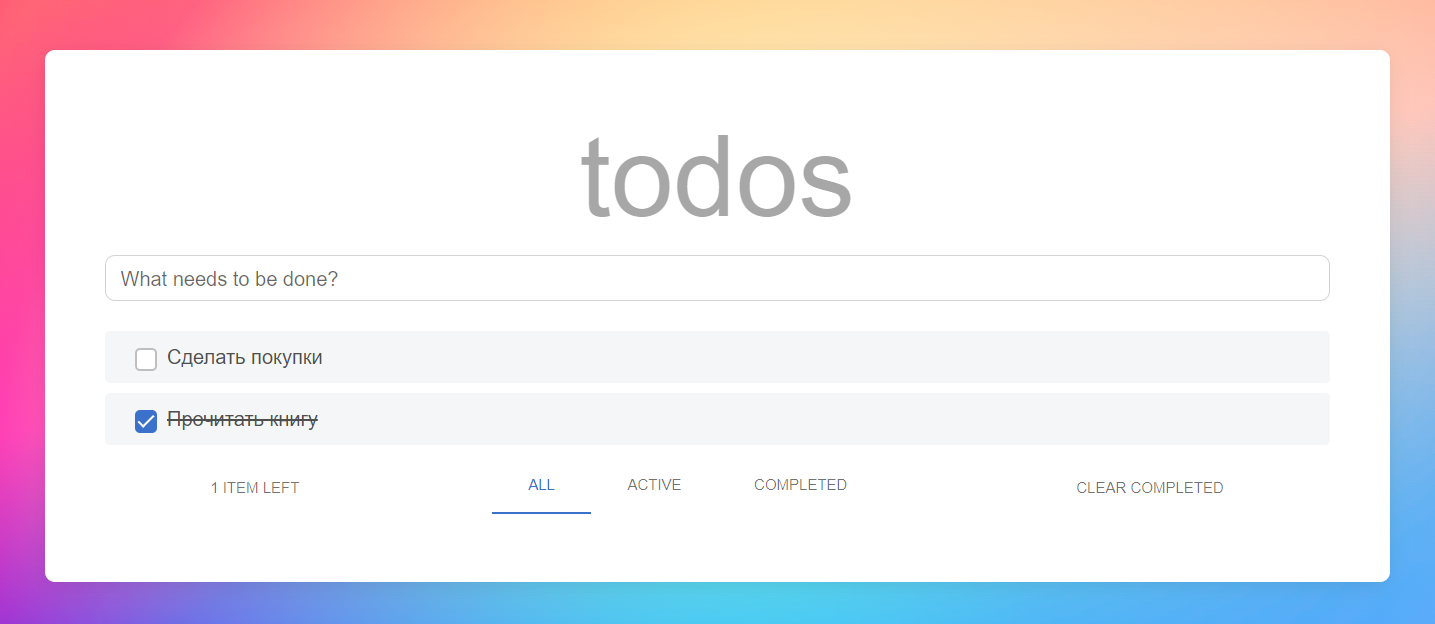 todos
What needs to be done?
Сделать покупки
Прочитать книгу
1 ITEM LEFT
ALL
ACTIVE
COMPLETED
CLEAR COMPLETED